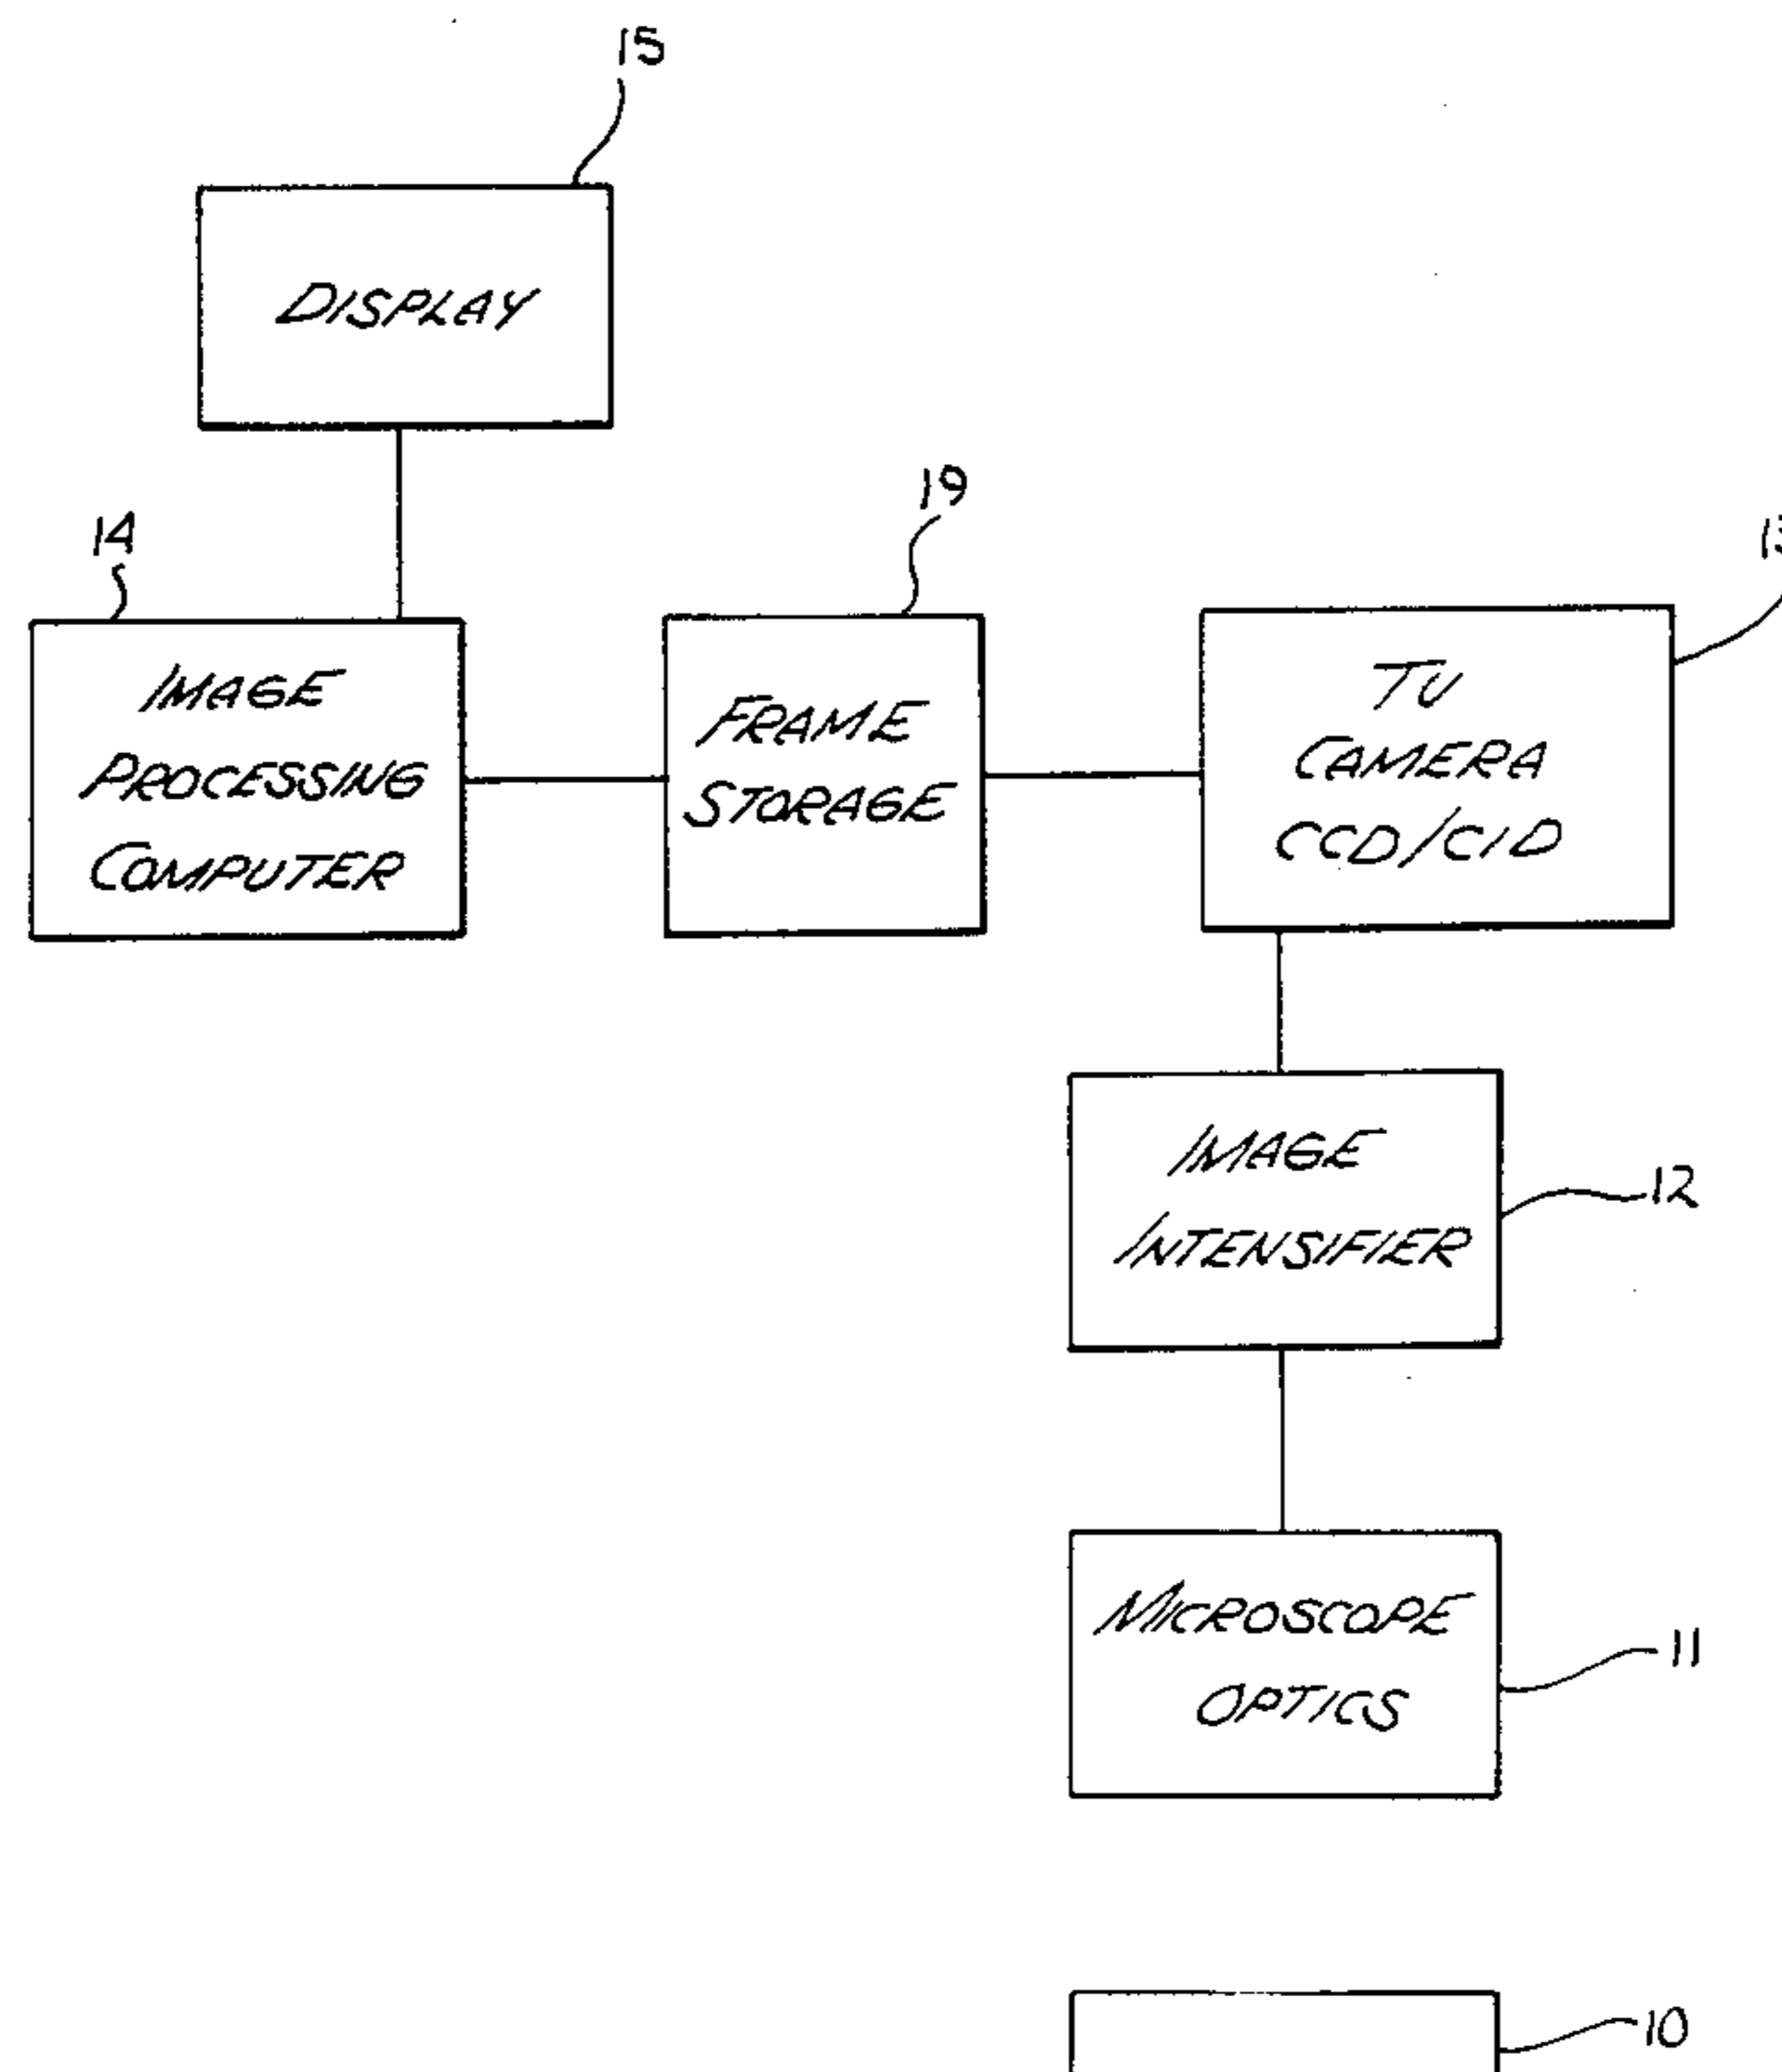 15
DISPLAY
14
IMAGE
PROCESSING
COMPUTER
19
FRAME
STORAGE
TV
CAMERA
CCD/CID
IMAGE
INTENSIFIER
12
MICROSCOPE
OPTICS
11
10